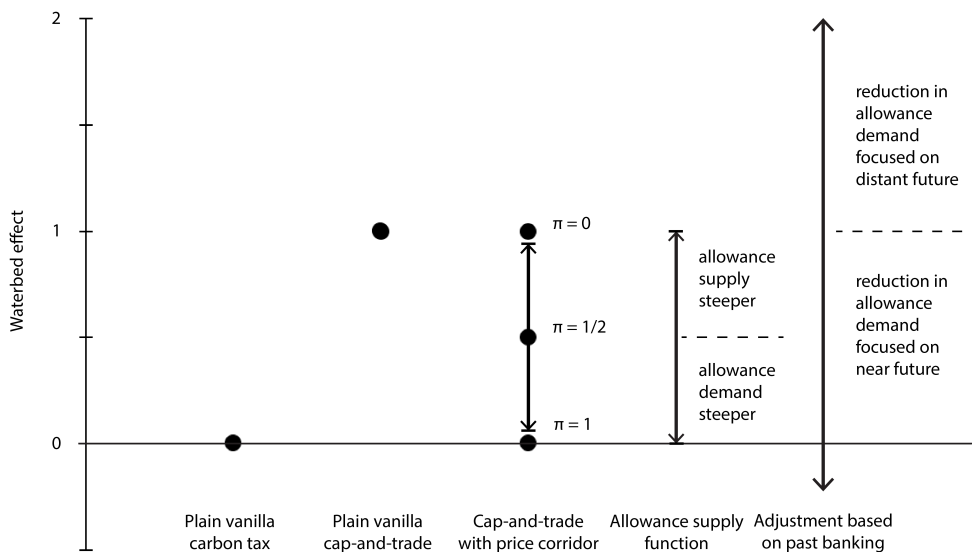 2
reduction in
allowance
demand
focused on
distant future
Waterbed effect
1
π = 0
allowance
supply
steeper
reduction in
allowance
demand
focused on
near future
π = 1/2
allowance
demand
steeper
π = 1
0
Plain vanilla
carbon tax
Plain vanilla
cap-and-trade
Cap-and-trade
with price corridor
Allowance supply
function
Adjustment based
on past banking